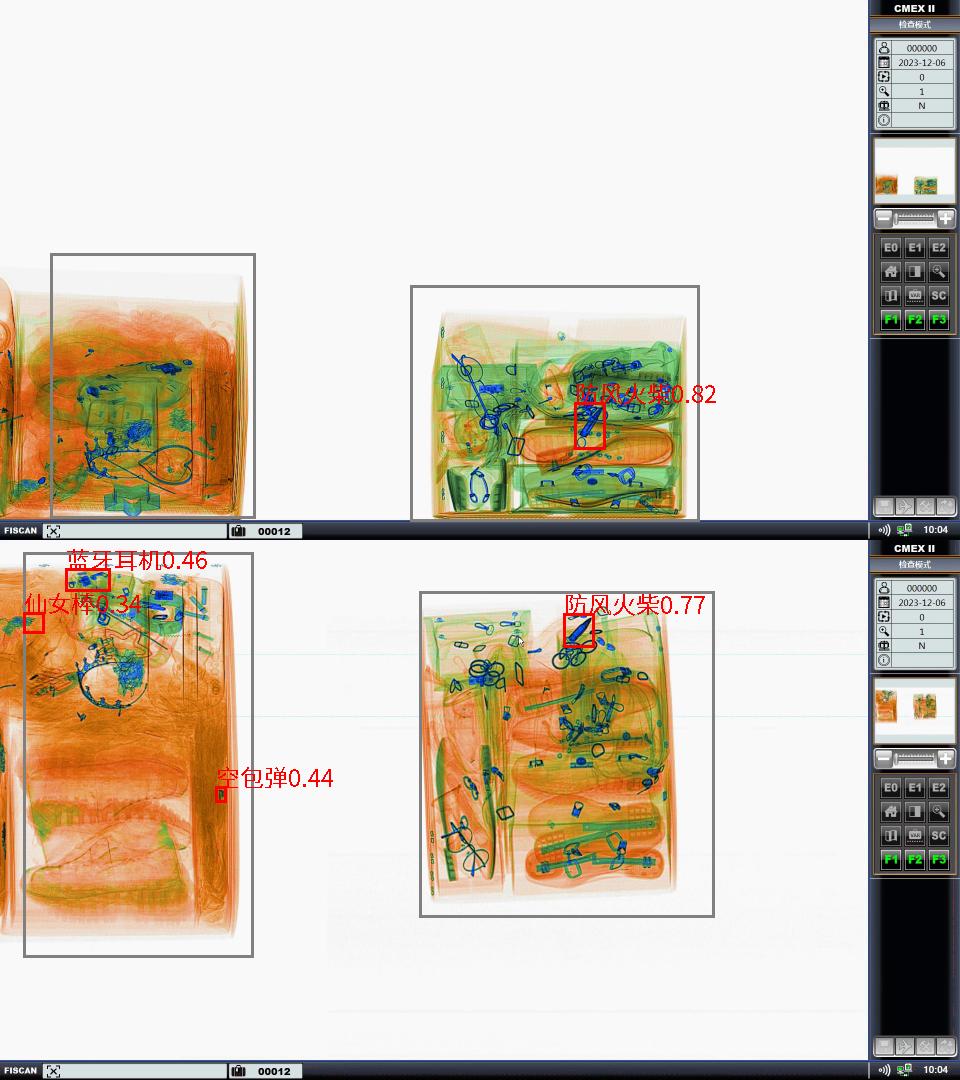 CMEX II
检查模式
000000
2023-12-06
0
1
N
E0 E1 E2
SC
F1 F2 F3
防风火柴0.82
FISCAN
00012
10:04
CMEX II
检查模式
000000
2023-12-06
0
1
N
E0 E1 E2
SC
F1 F2 F3
蓝牙耳机0.46
仙女棒0.34
防风火柴0.77
空包弹0.44
FISCAN
00012
10:04